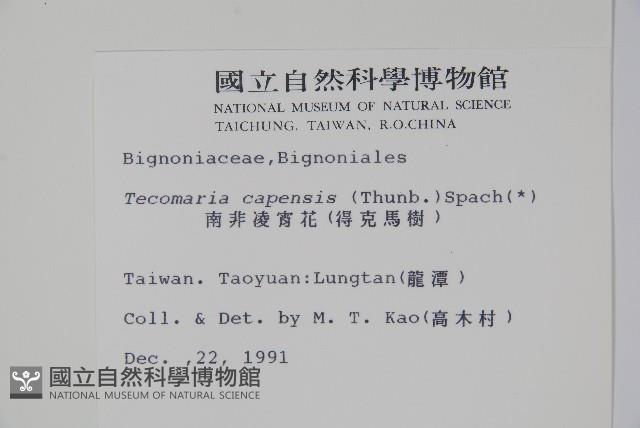 國立自然科學博物館
NATIONAL MUSEUM OF NATURAL SCIENCE
TAICHUNG, TAIWAN, R.O.CHINA
Bignoniaceae,Bignoniales
Tecomaria capensis (Thunb.)Spach(*)
南非凌宵花(得克馬樹)
Taiwan. Taoyuan:Lungtan(龍潭)
Coll. & Det. by M. T. Kao(高木村)
Dec. ,22, 1991
國立自然科學博物館
NATIONAL MUSEUM OF NATURAL SCIENCE